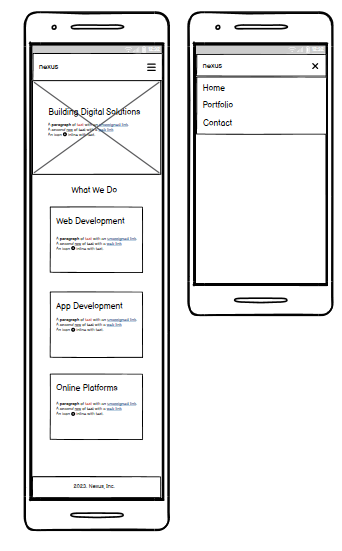 nexus
Building Digital Solutions
A paragraph of text with an unassigned link.
A second row of text with a web link
An icon inline with text.
What We Do
Web Development
A paragraph of text with an unassigned link.
A second row of text with a web link
An icon inline with text.
App Development
A paragraph of text with an unassigned link.
A second row of text with a web link
An icon inline with text.
Online Platforms
A paragraph of text with an unassigned link.
A second row of text with a web link
An icon inline with text.
2023. Nexus, Inc.
nexus
Home
Portfolio
Contact